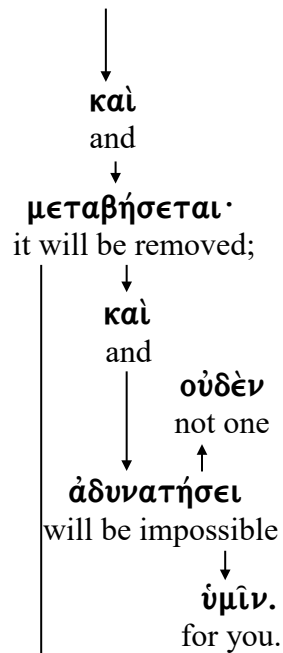 καὶ
and
μεταβήσεται·
it will be removed;
καὶ
and
οὐδὲν
not one
ἀδυνατήσει
will be impossible
ὑμῖν.
for you.